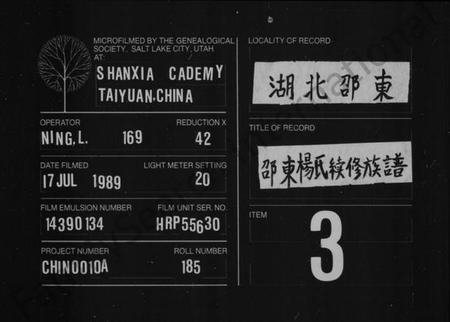 MICROFILMED BY THE GENEALOGICAL
SOCIETY, SALT LAKE CITY, UTAH
AT:
SHANXIA CADEMY
TAIYUAN.CHINA
OPERATOR REDUCTION X
NING,L. 169 42
DATE FILMED LIGHT METER SETTING
17 JUL 1989 20
FILM EMULSION NUMBER FILM UNIT SER. NO.
14390134 HRP55630
PROJECT NUMBER ROLL NUMBER
CHIN0010A 185
LOCALITY OF RECORD
湖北邵東
TITLE OF RECORD
邵東楊氏續修族譜
ITEM
3